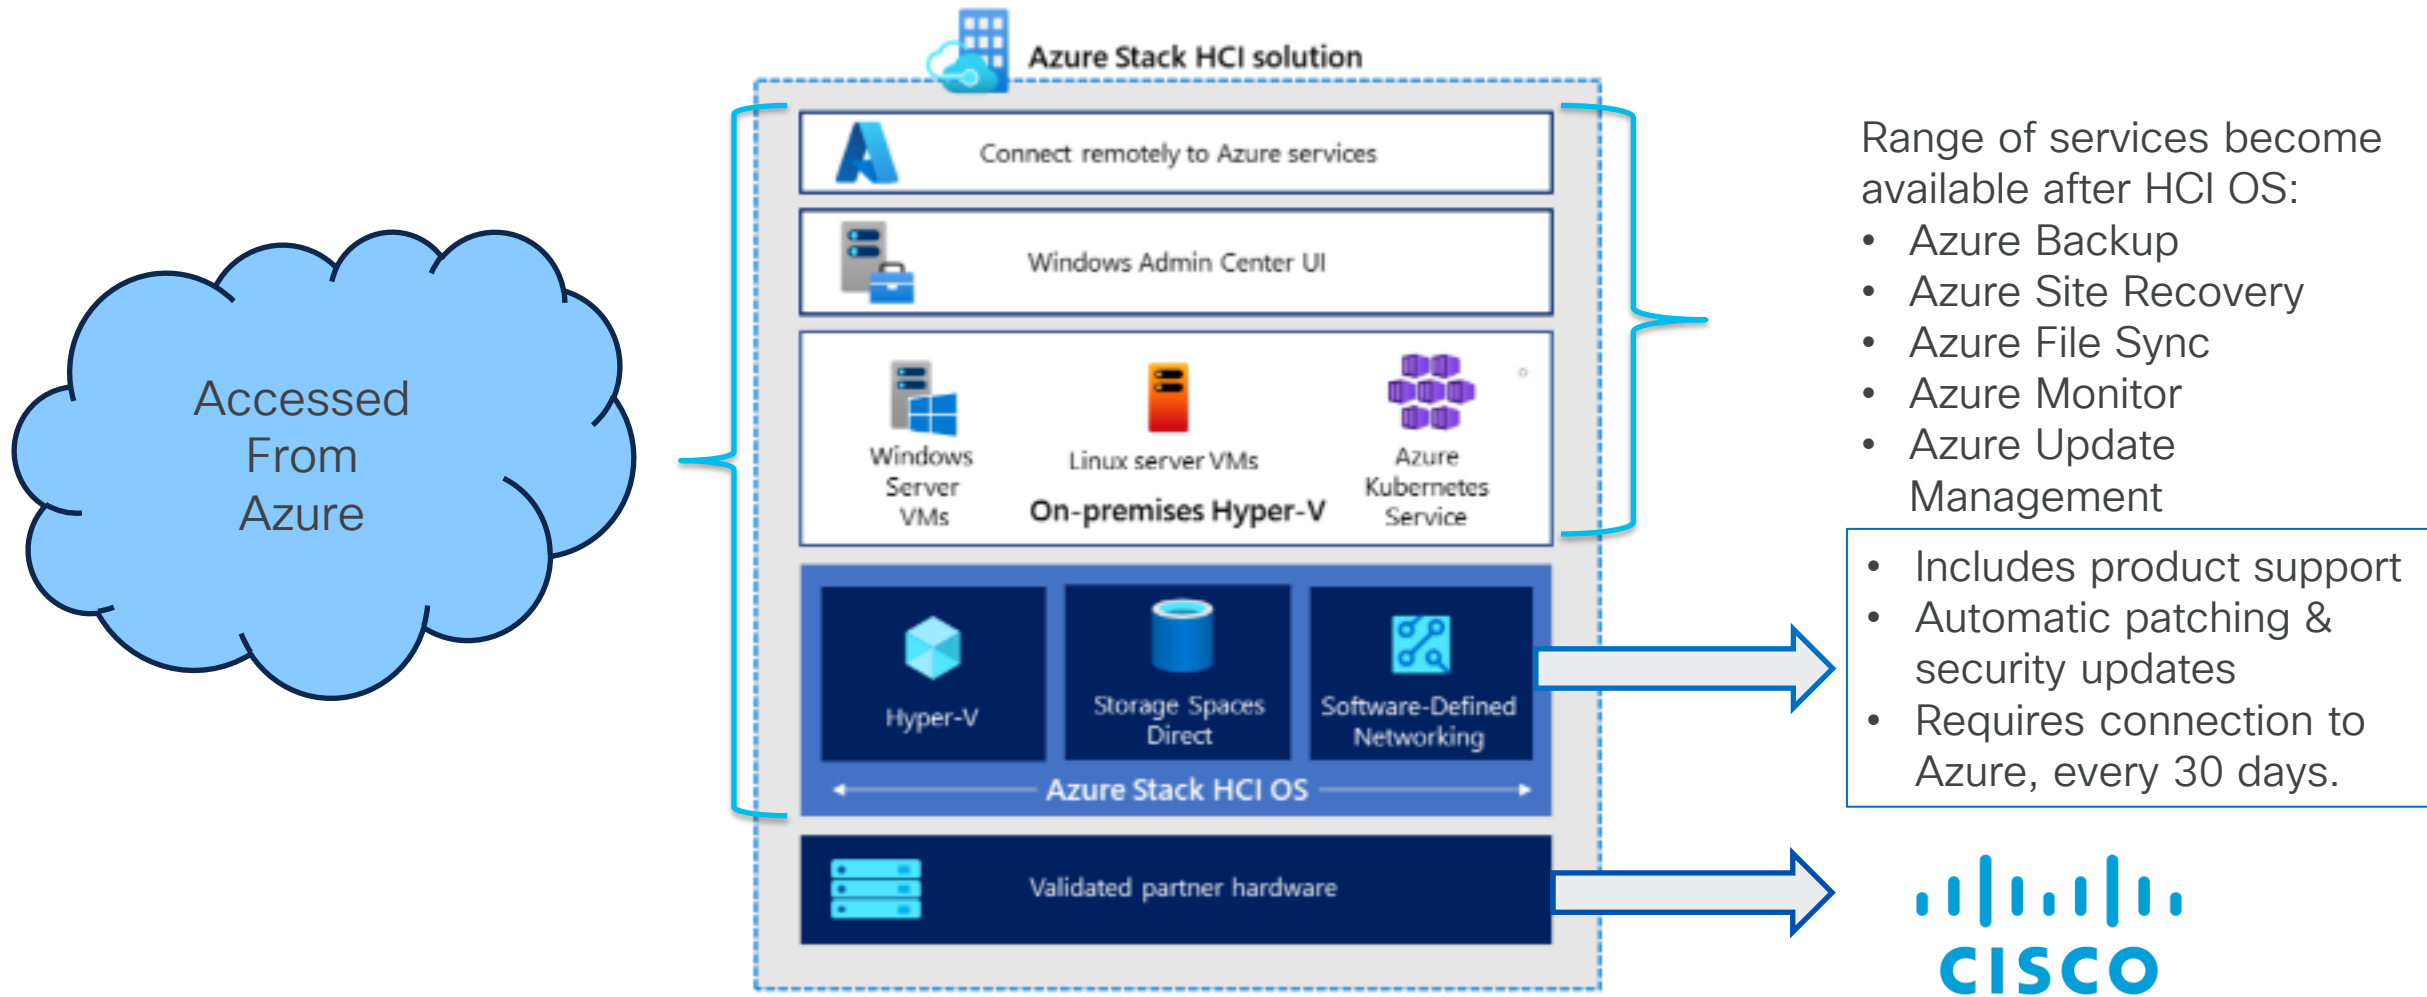 Azure Stack HCI solution
Accessed
From
Azure
Connect remotely to Azure services
Windows Admin Center UI
Windows
Server
VMs
Linux server VMs
Azure
Kubernetes
Service
On-premises Hyper-V
Hyper-V
Storage Spaces
Direct
Software-Defined
Networking
Azure Stack HCI OS
Validated partner hardware
Range of services become
available after HCI OS:
• Azure Backup
• Azure Site Recovery
• Azure File Sync
• Azure Monitor
• Azure Update
Management
• Includes product support
• Automatic patching &
security updates
• Requires connection to
Azure, every 30 days.
CISCO